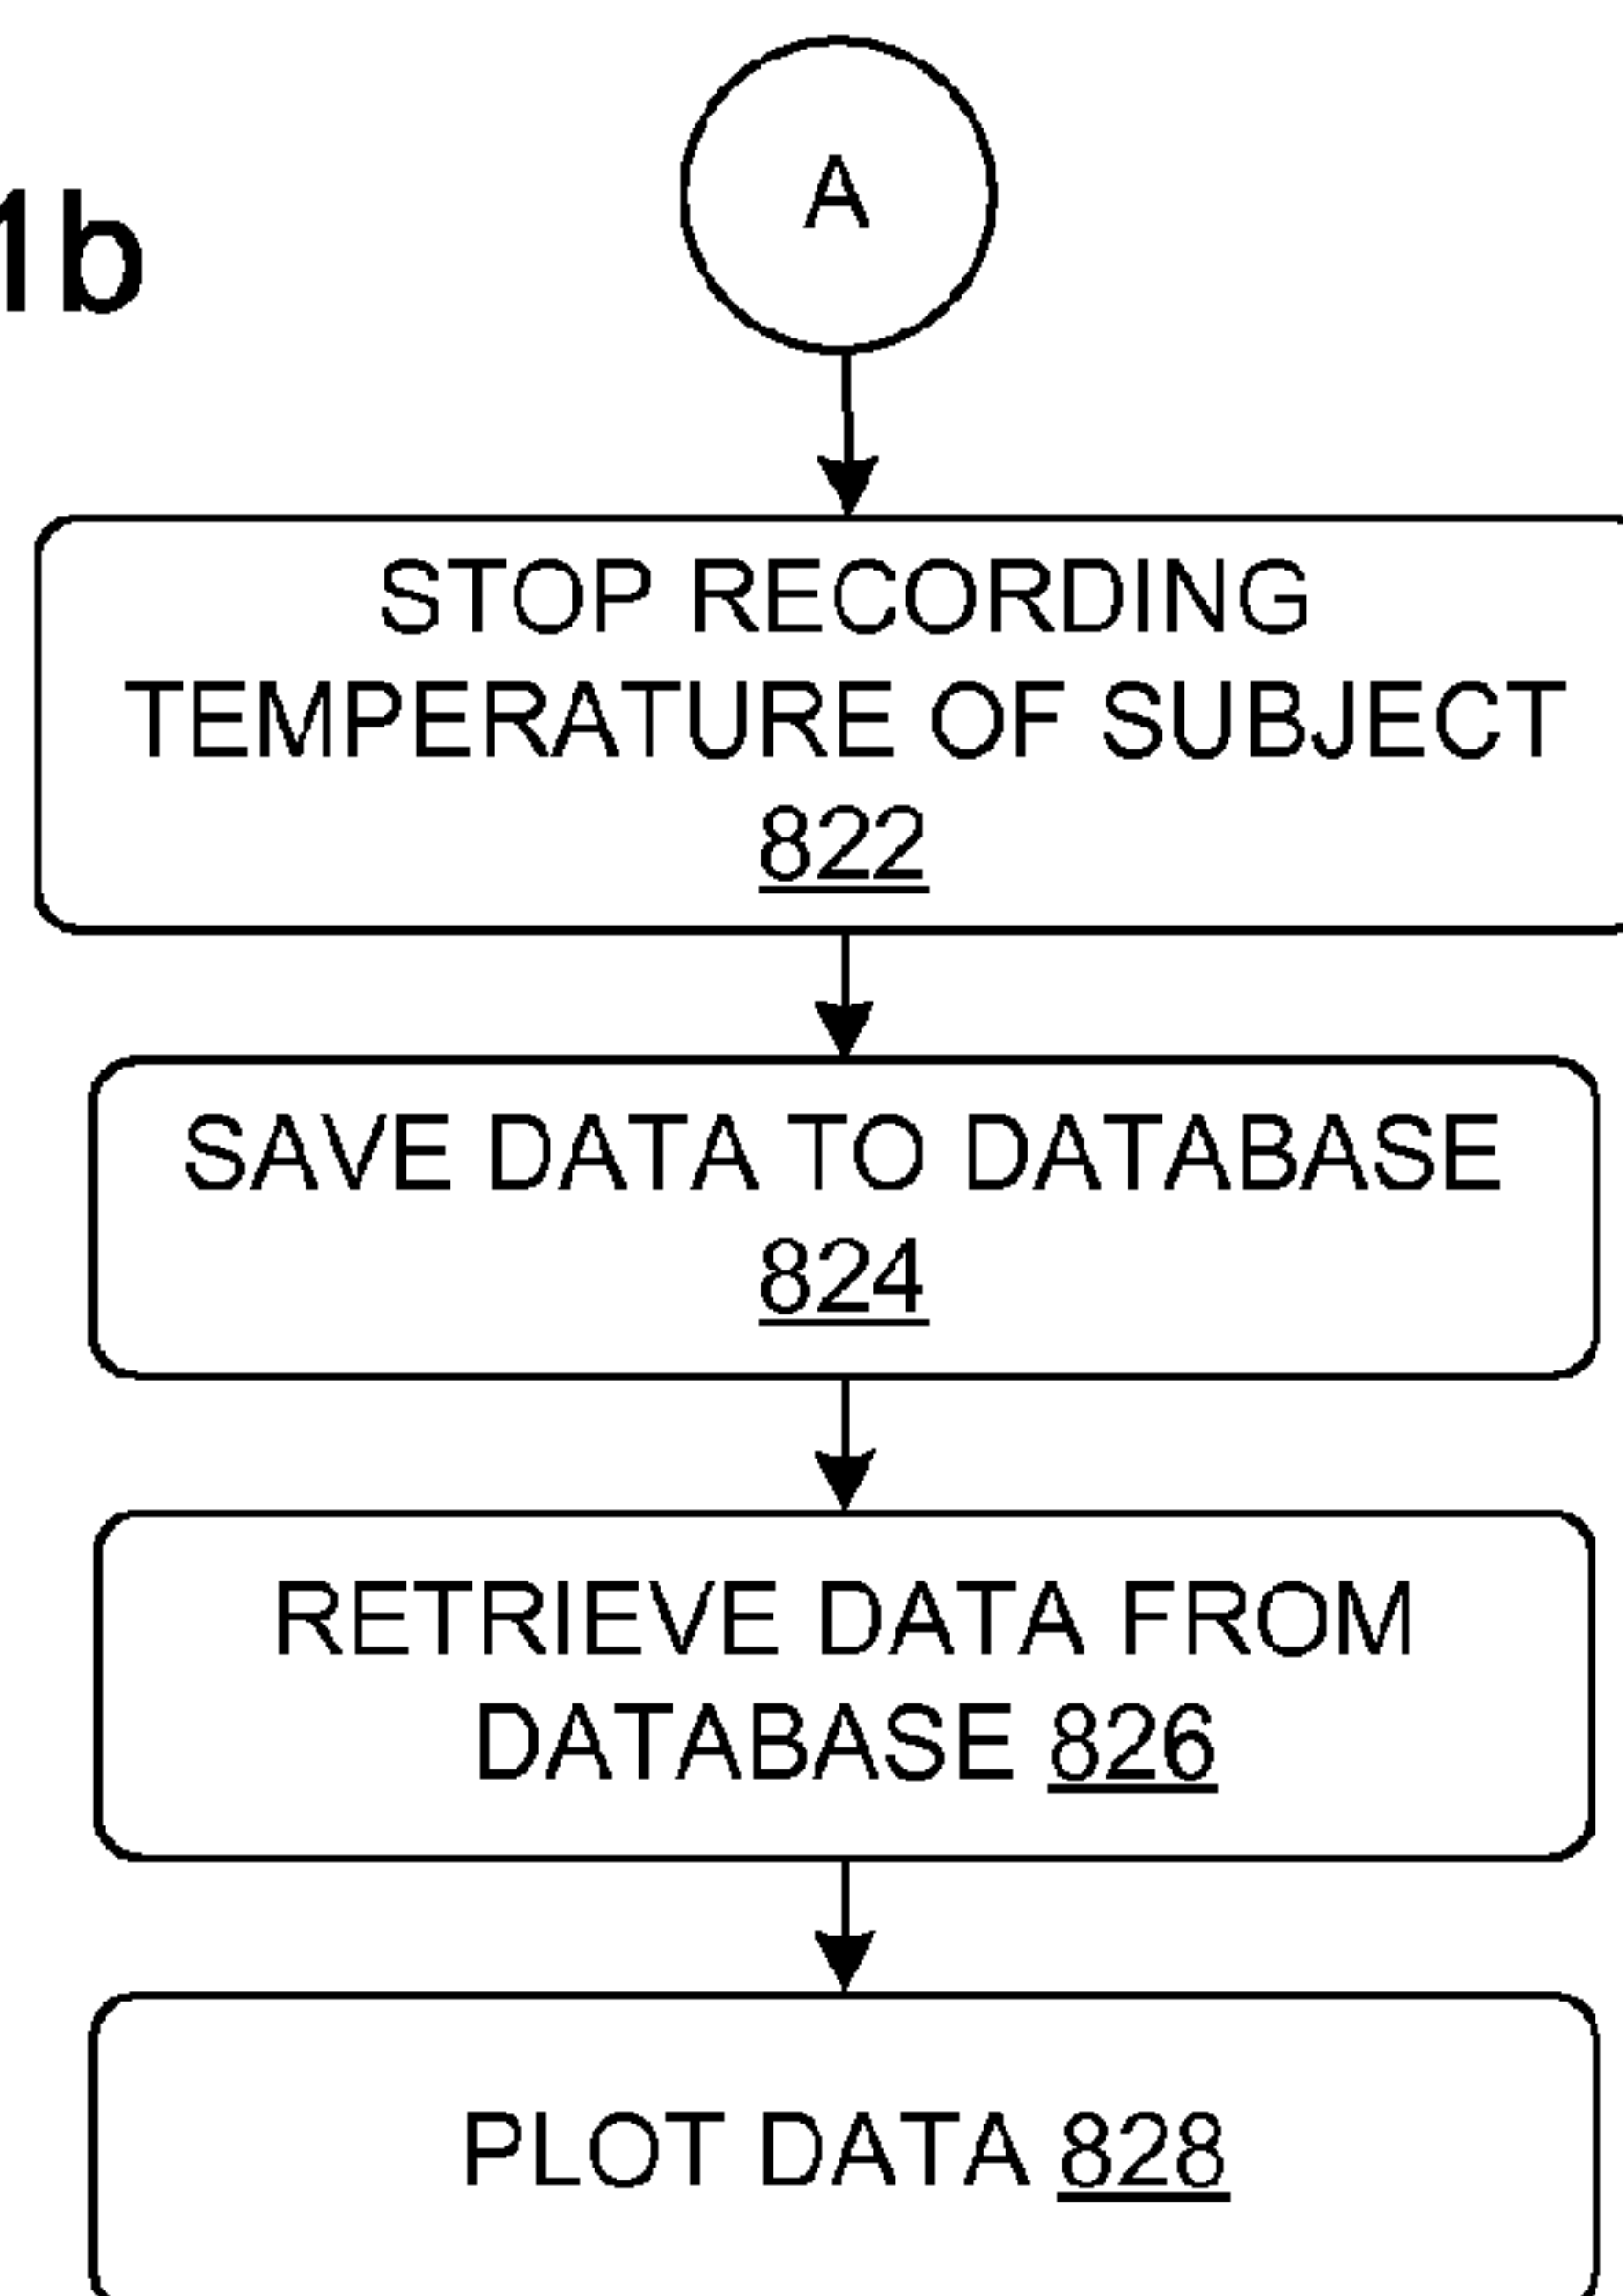 A
1b
STOP RECORDING
TEMPERATURE OF SUBJECT
822
SAVE DATA TO DATABASE
824
RETRIEVE DATA FROM
DATABASE 826
PLOT DATA 828